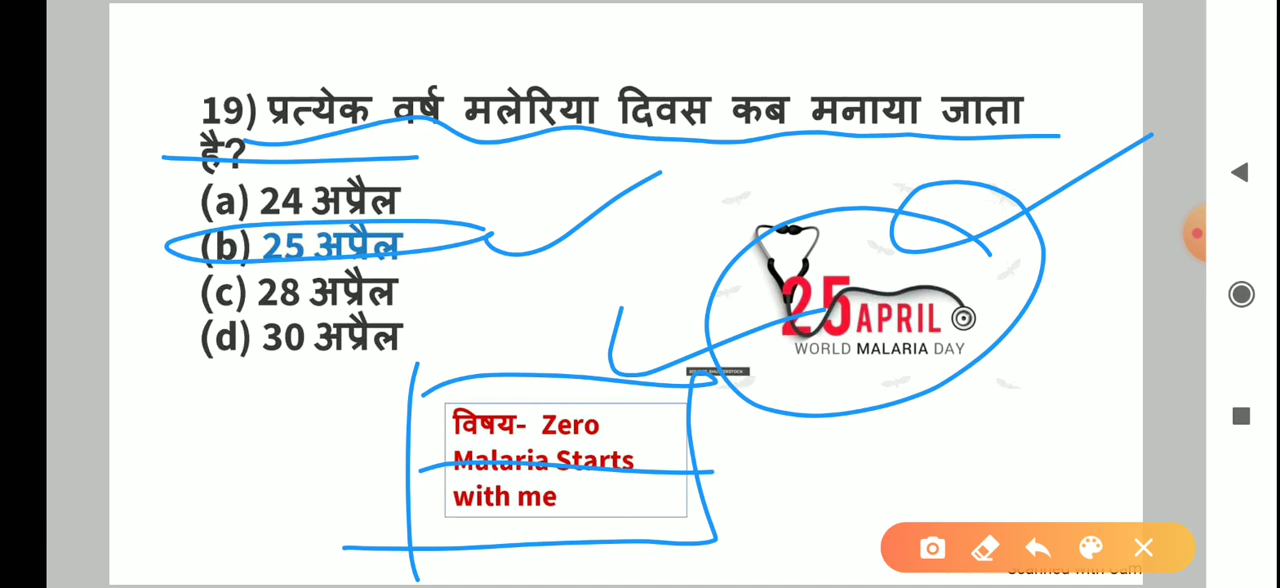 19) प्रत्येक वर्ष मलेरिया दिवस कब मनाया जाता
है?
(a) 24 अप्रैल
(b) 25 अप्रैल
(c) 28 अप्रैल
(d) 30 अप्रैल
25 APRIL
WORLD MALARIA DAY
विषय- Zero
Malaria Starts
with me